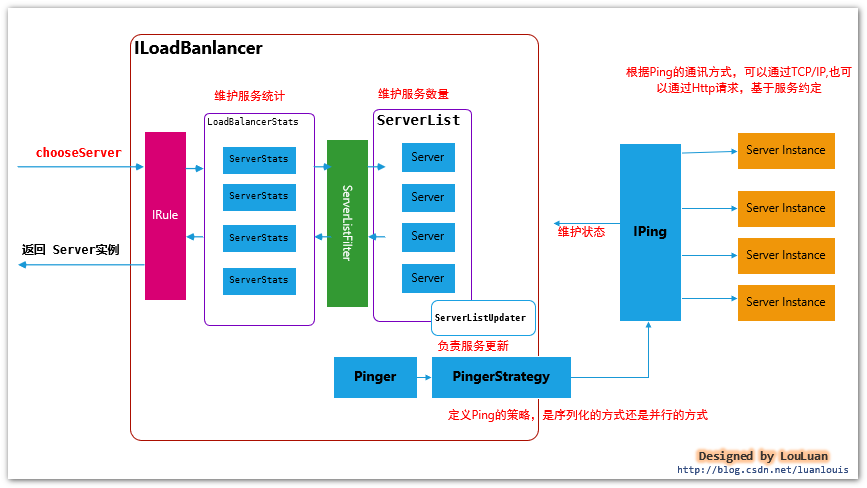 ILoadBanlancer
根据Ping的通讯方式，可以通过TCP/IP,也可
以通过Http请求，基于服务约定
维护服务统计
维护服务数量
LoadBalancerStats
ServerList
chooseServer
IRule
ServerStats
ServerStats
ServerStats
ServerStats
ServerListFilter
Server
Server
Server
Server
Server Instance
Server Instance
Server Instance
Server Instance
IPing
维护状态
返回 Server实例
ServerListUpdater
负责服务更新
Pinger
PingerStrategy
定义Ping的策略，是序列化的方式还是并行的方式
Designed by LouLuan
http://blog.csdn.net/luanlouis